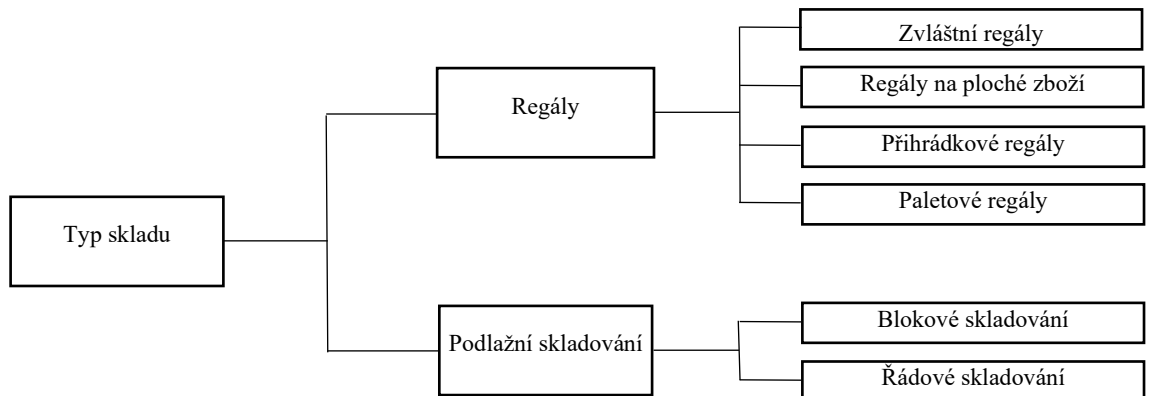 Typ skladu
Regály
Zvláštní regály
Regály na ploché zboží
Přihrádkové regály
Paletové regály
Podlažní skladování
Blokové skladování
Řádové skladování